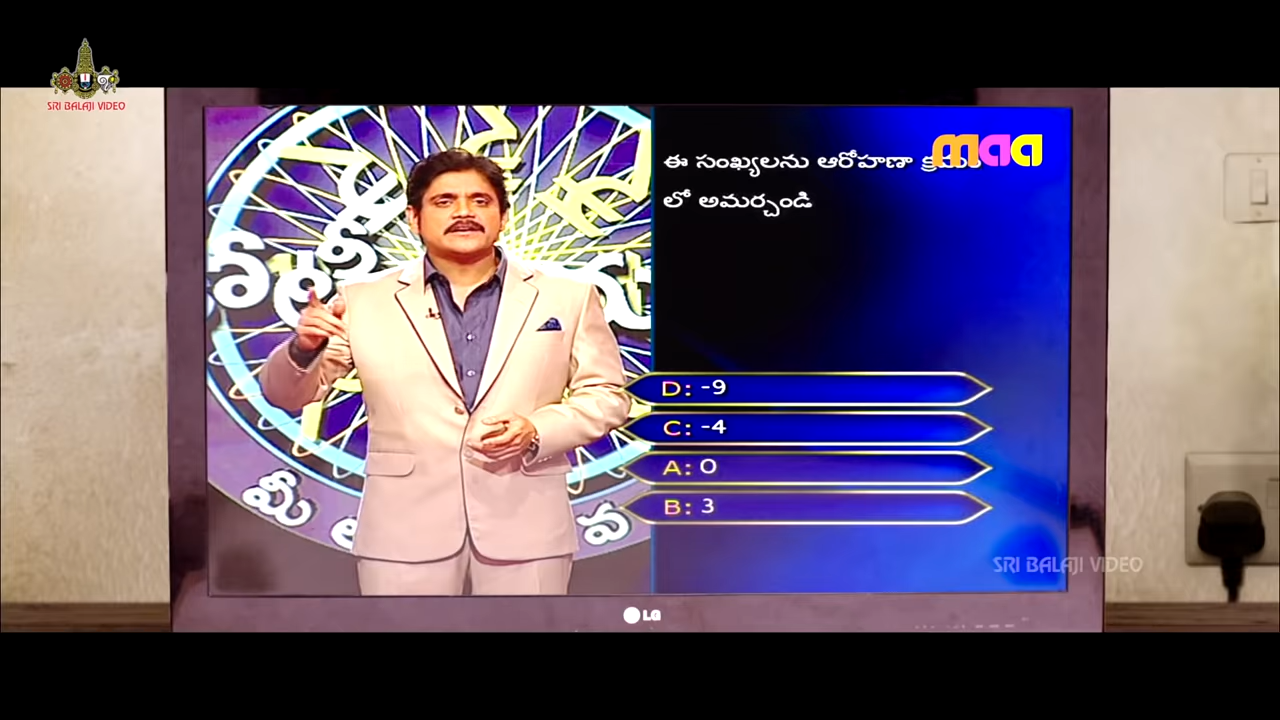 SRI BALAJI VIDEO
maa
ఈ సంఖ్యలను ఆరోహణా
లో అమర్చండి
D: -9
C: -4
A: 0
B: 3
SRI BALAJI VIDEO
LG